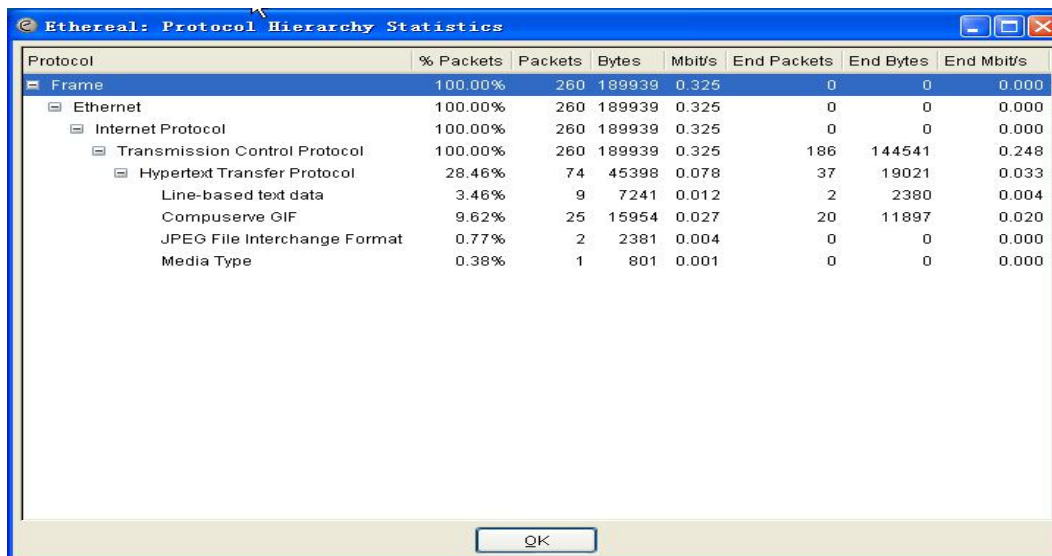 Ethereal: Protocol Hierarchy Statistics
Protocol % Packets Packets Bytes Mbit/s End Packets End Bytes End Mbit/s
Frame 100.00% 260 189939 0.325 0 0 0.000
Ethernet 100.00% 260 189939 0.325 0 0 0.000
Internet Protocol 100.00% 260 189939 0.325 0 0 0.000
Transmission Control Protocol 100.00% 260 189939 0.325 186 144541 0.248
Hypertext Transfer Protocol 28.46% 74 45398 0.078 37 19021 0.033
Line-based text data 3.46% 9 7241 0.012 2 2380 0.004
Compuserve GIF 9.62% 25 15954 0.027 20 11897 0.020
JPEG File Interchange Format 0.77% 2 2381 0.004 0 0 0.000
Media Type 0.38% 1 801 0.001 0 0 0.000
OK